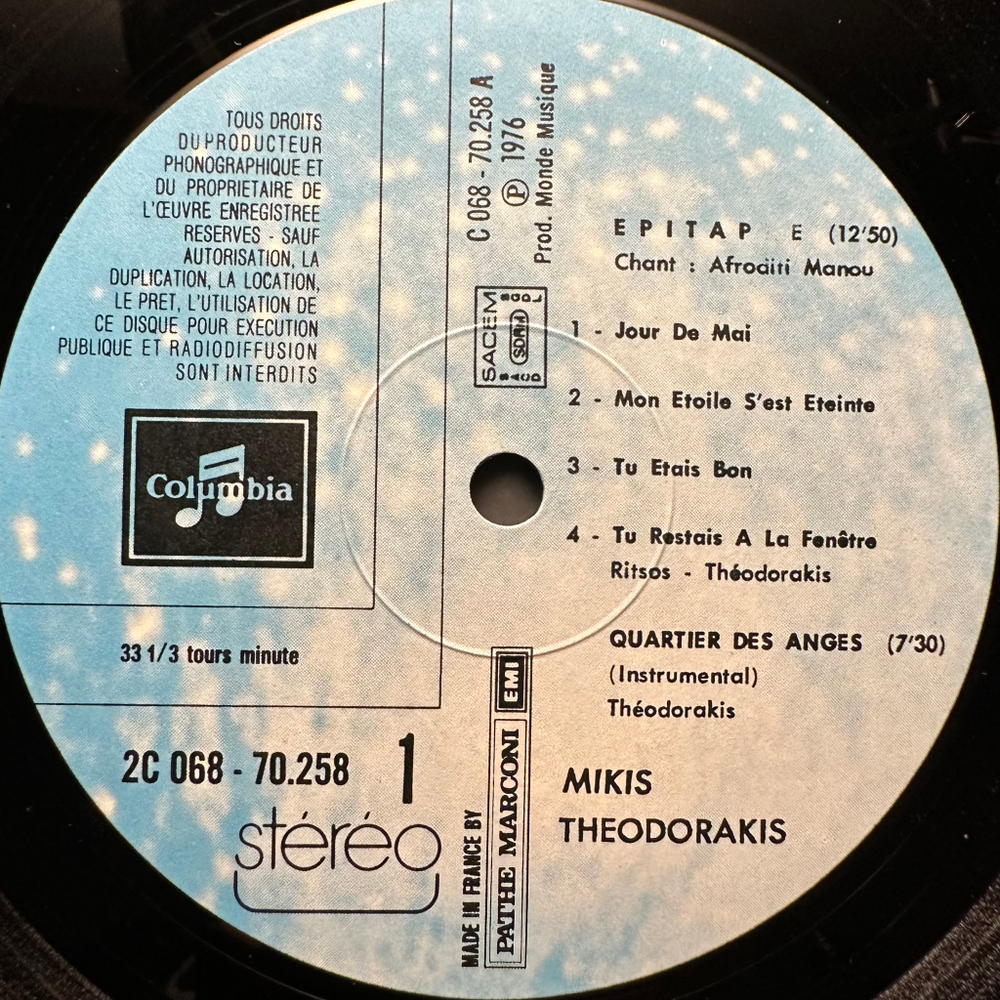 TOUS DROITS
DU PRODUCTEUR
PHONOGRAPHIQUE ET
DU PROPRIETAIRE DE
L'ŒUVRE ENREGISTREE
RESERVES - SAUF
AUTORISATION, LA
DUPLICATION, LA LOCATION,
LE PRET, L'UTILISATION DE
CE DISQUE POUR EXECUTION
PUBLIQUE ET RADIODIFFUSION
SONT INTERDITS
Columbia
33 1/3 tours minute
2C 068 - 70.258 1
stéréo
C 068 - 70.258 A
Ⓟ 1976
Prod. Monde Musique
SACEM
SDRM
SACD
SGDL
MADE IN FRANCE BY
PATHE MARCONI EMI
EPITAP E (12'50)
Chant : Afroditi Manou
1 - Jour De Mai
2 - Mon Etoile S'est Eteinte
3 - Tu Etais Bon
4 - Tu Restais A La Fenêtre
Ritsos - Théodorakis
QUARTIER DES ANGES (7'30)
(Instrumental)
Théodorakis
MIKIS
THEODORAKIS